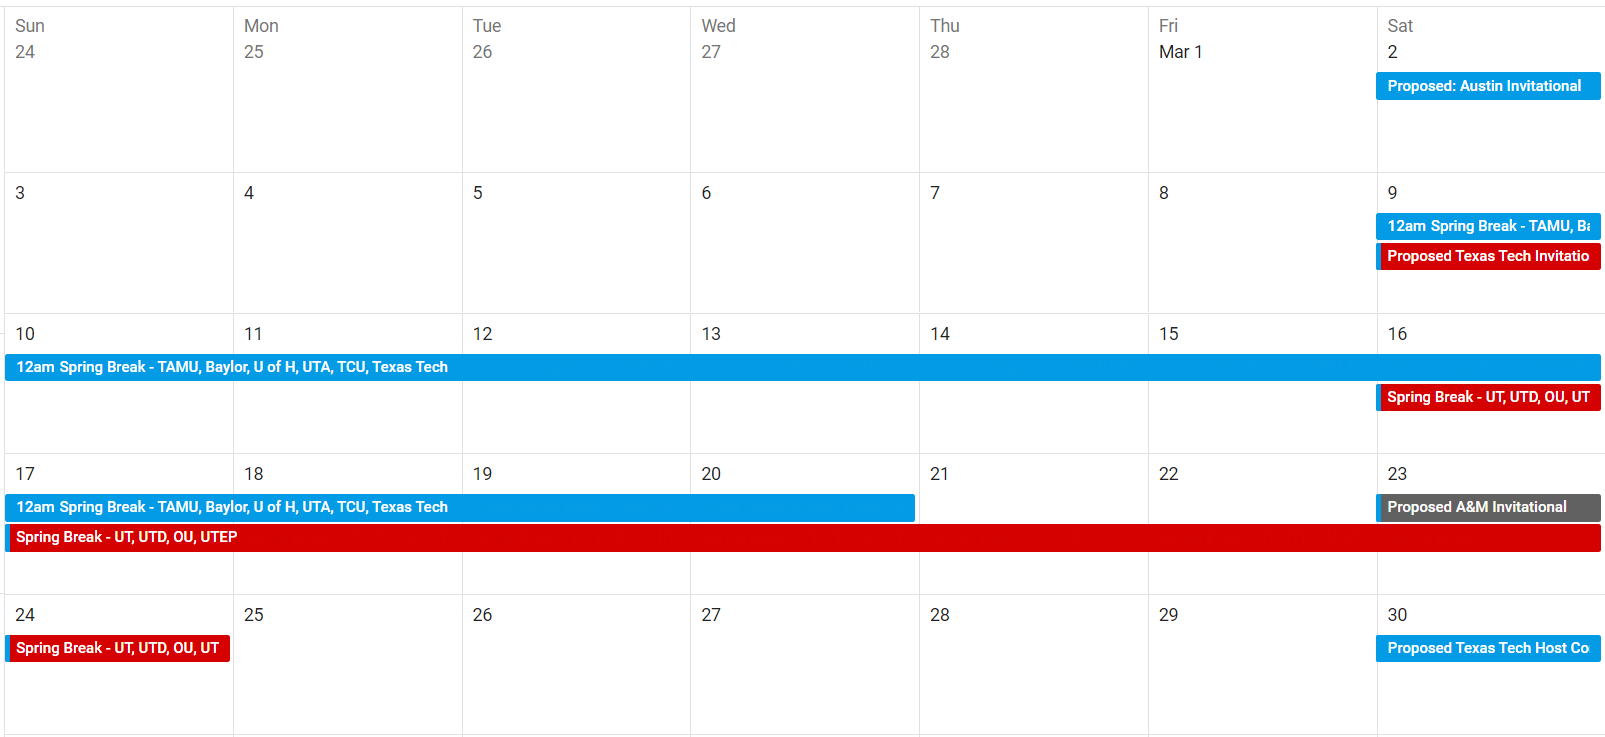 Sun Mon Tue Wed Thu Fri Sat
24 25 26 27 28 Mar 1 2
Proposed: Austin Invitational
3 4 5 6 7 8 9
12am Spring Break - TAMU,
Proposed Texas Tech Invitatio
10 11 12 13 14 15 16
12am Spring Break - TAMU, Baylor, U of H, UTA, TCU, Texas Tech
Spring Break - UT, UTD, OU, UT
17 18 19 20 21 22 23
12am Spring Break - TAMU, Baylor, U of H, UTA, TCU, Texas Tech
Proposed A&M Invitational
Spring Break - UT, UTD, OU, UTEP
24 25 26 27 28 29 30
Spring Break - UT, UTD, OU, UT
Proposed Texas Tech Host Co